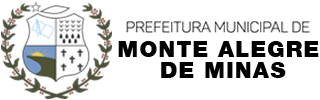 PREFEITURA MUNICIPAL DE
MONTE ALEGRE
DE MINAS